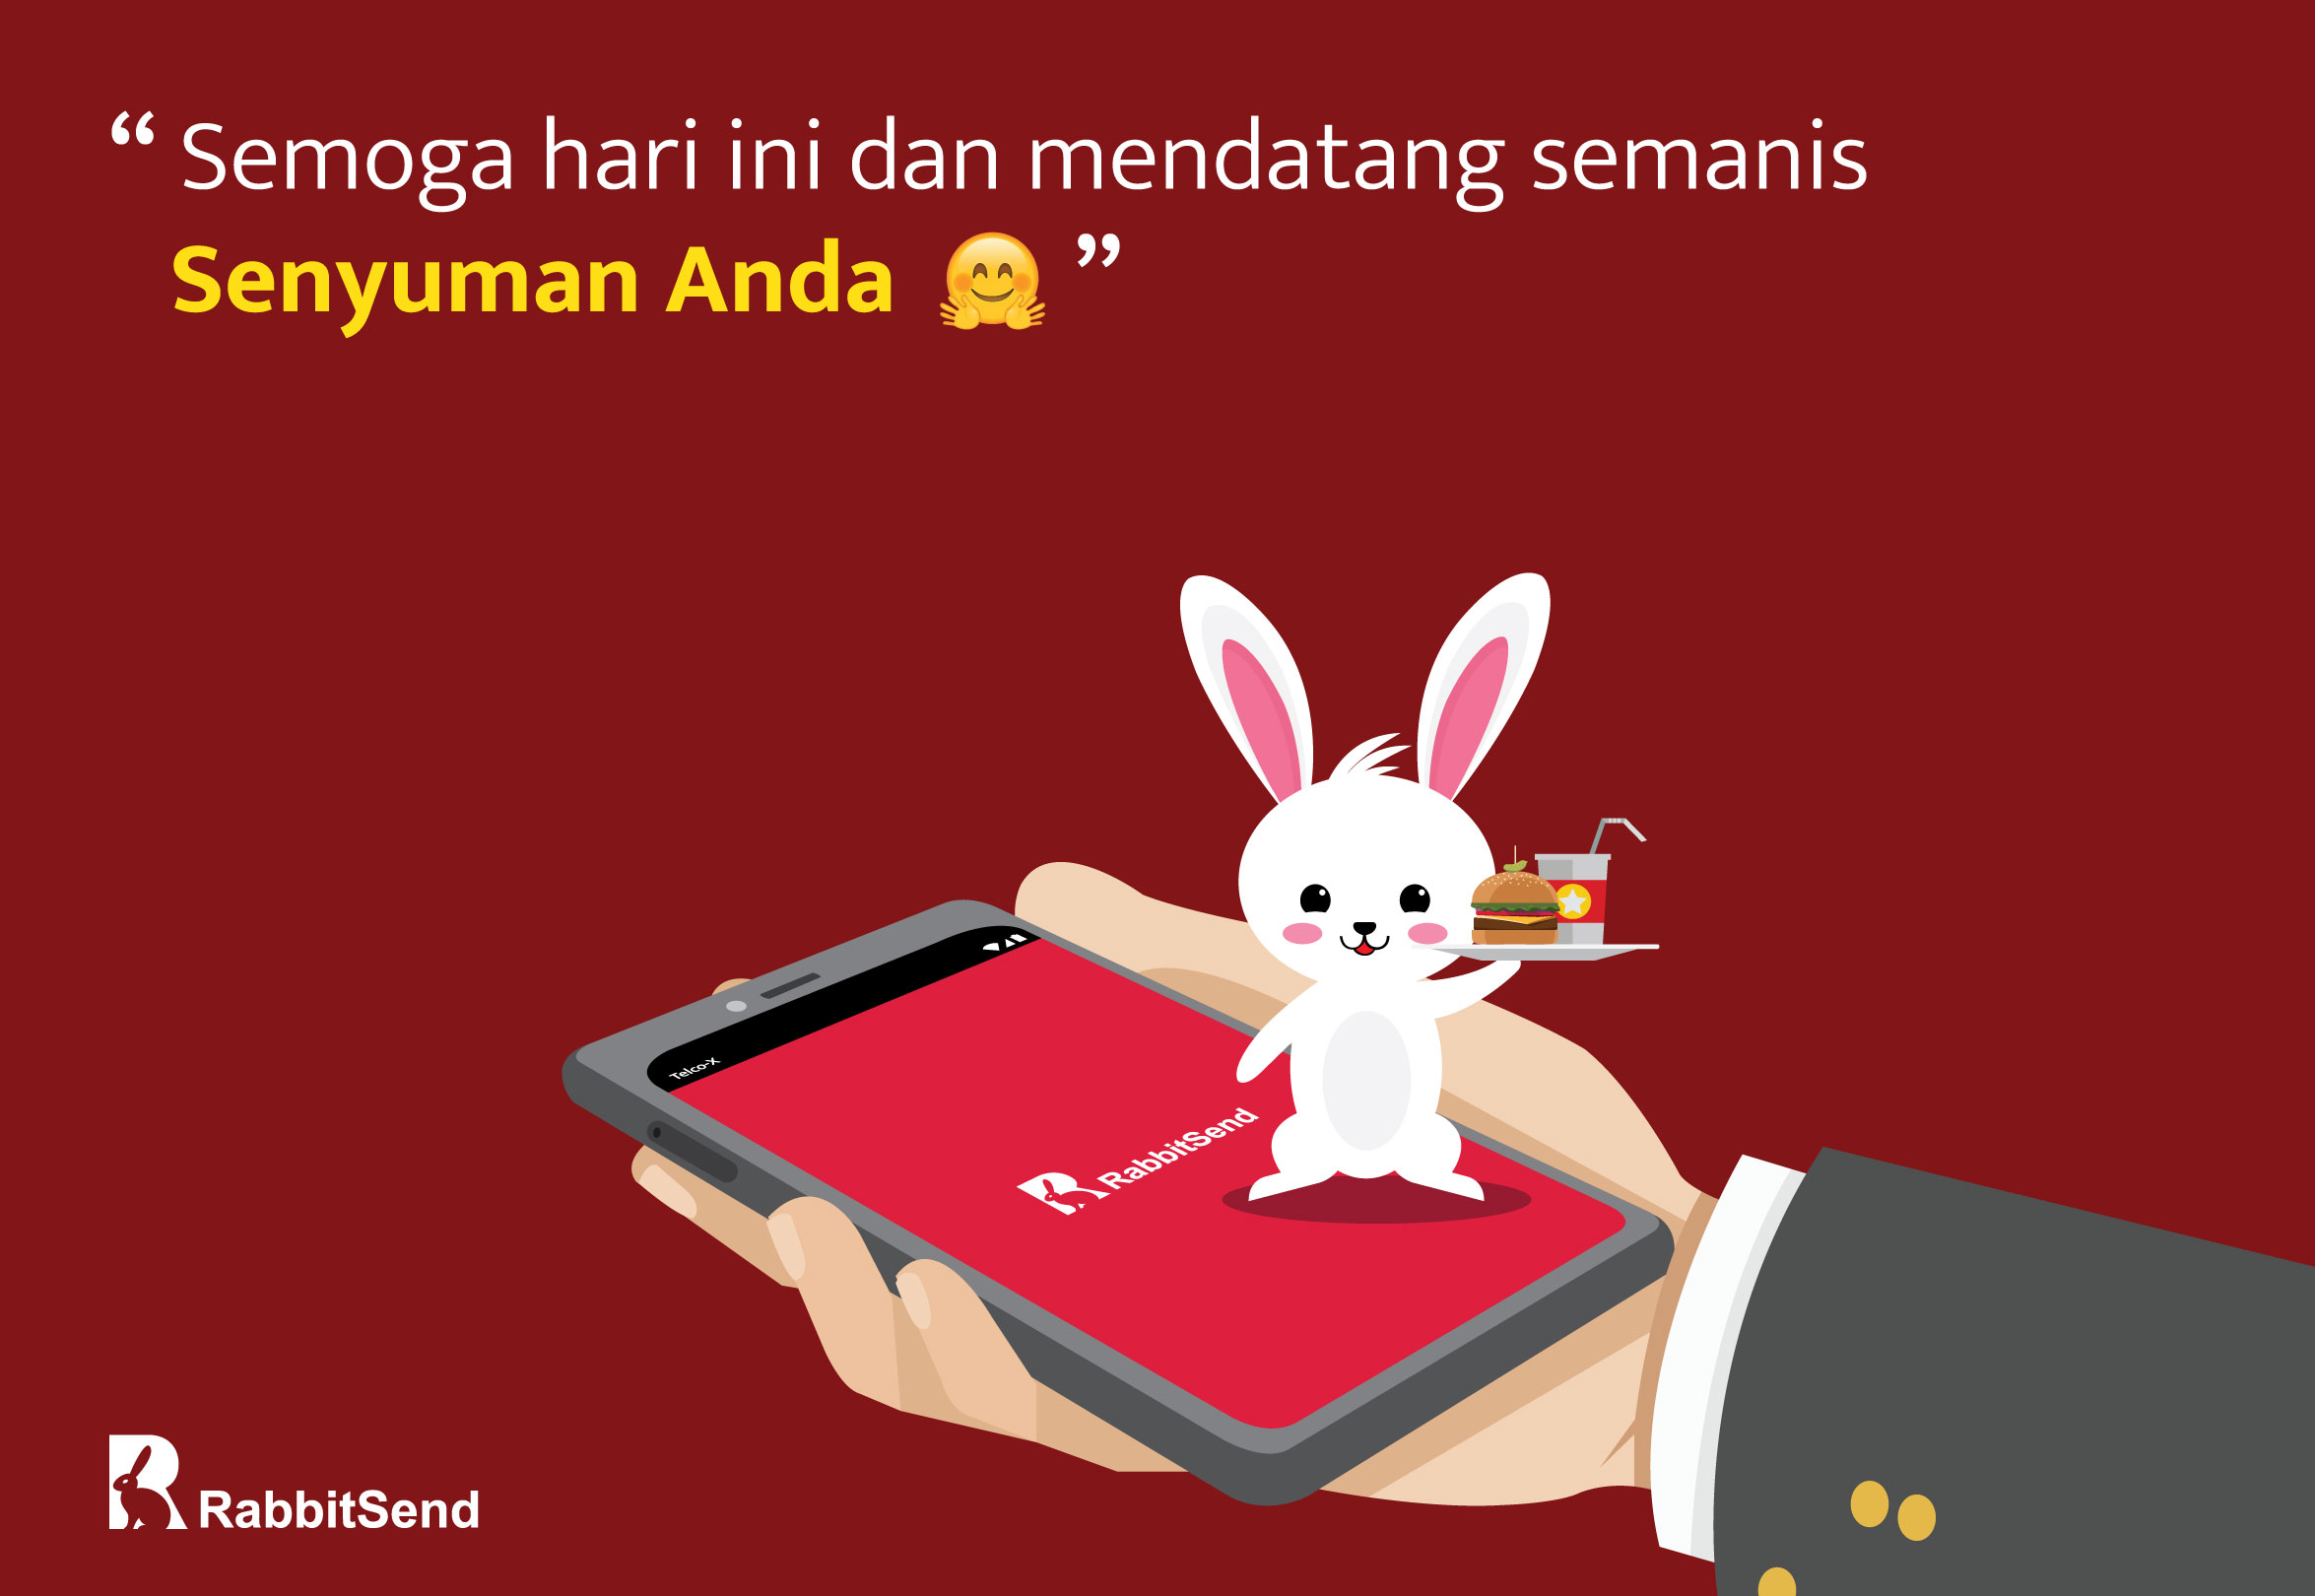 “ Semoga hari ini dan mendatang semanis
Senyuman Anda 🤗 ”
Telco-X
RabbitSend
RabbitSend